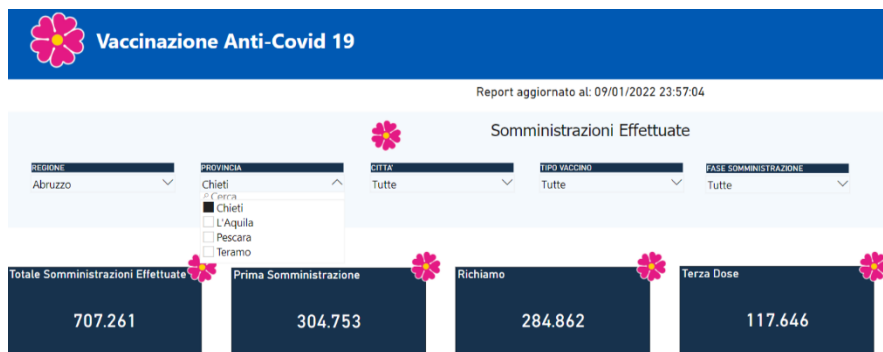 Vaccinazione Anti-Covid 19
Report aggiornato al: 09/01/2022 23:57:04
Somministrazioni Effettuate
REGIONE PROVINCIA CITTA' TIPO VACCINO FASE SOMMINISTRAZIONE
Abruzzo Chieti Tutte Tutte Tutte
Cerca
Chieti
L'Aquila
Pescara
Teramo
Totale Somministrazioni Effettuate Prima Somministrazione Richiamo Terza Dose
707.261 304.753 284.862 117.646